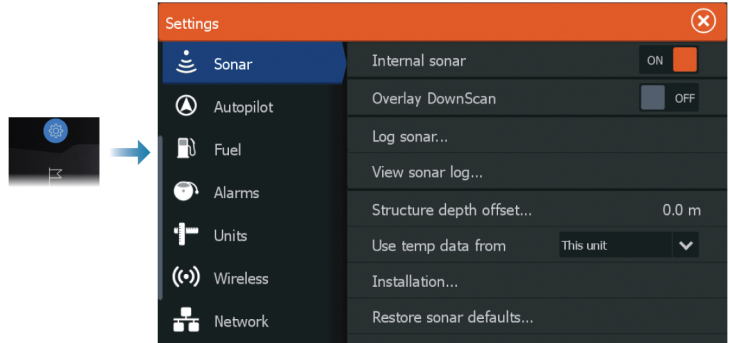 Settings
Sonar
Autopilot
Fuel
Alarms
Units
Wireless
Network
Internal sonar ON
Overlay DownScan OFF
Log sonar...
View sonar log...
Structure depth offset... 0.0 m
Use temp data from This unit
Installation...
Restore sonar defaults...